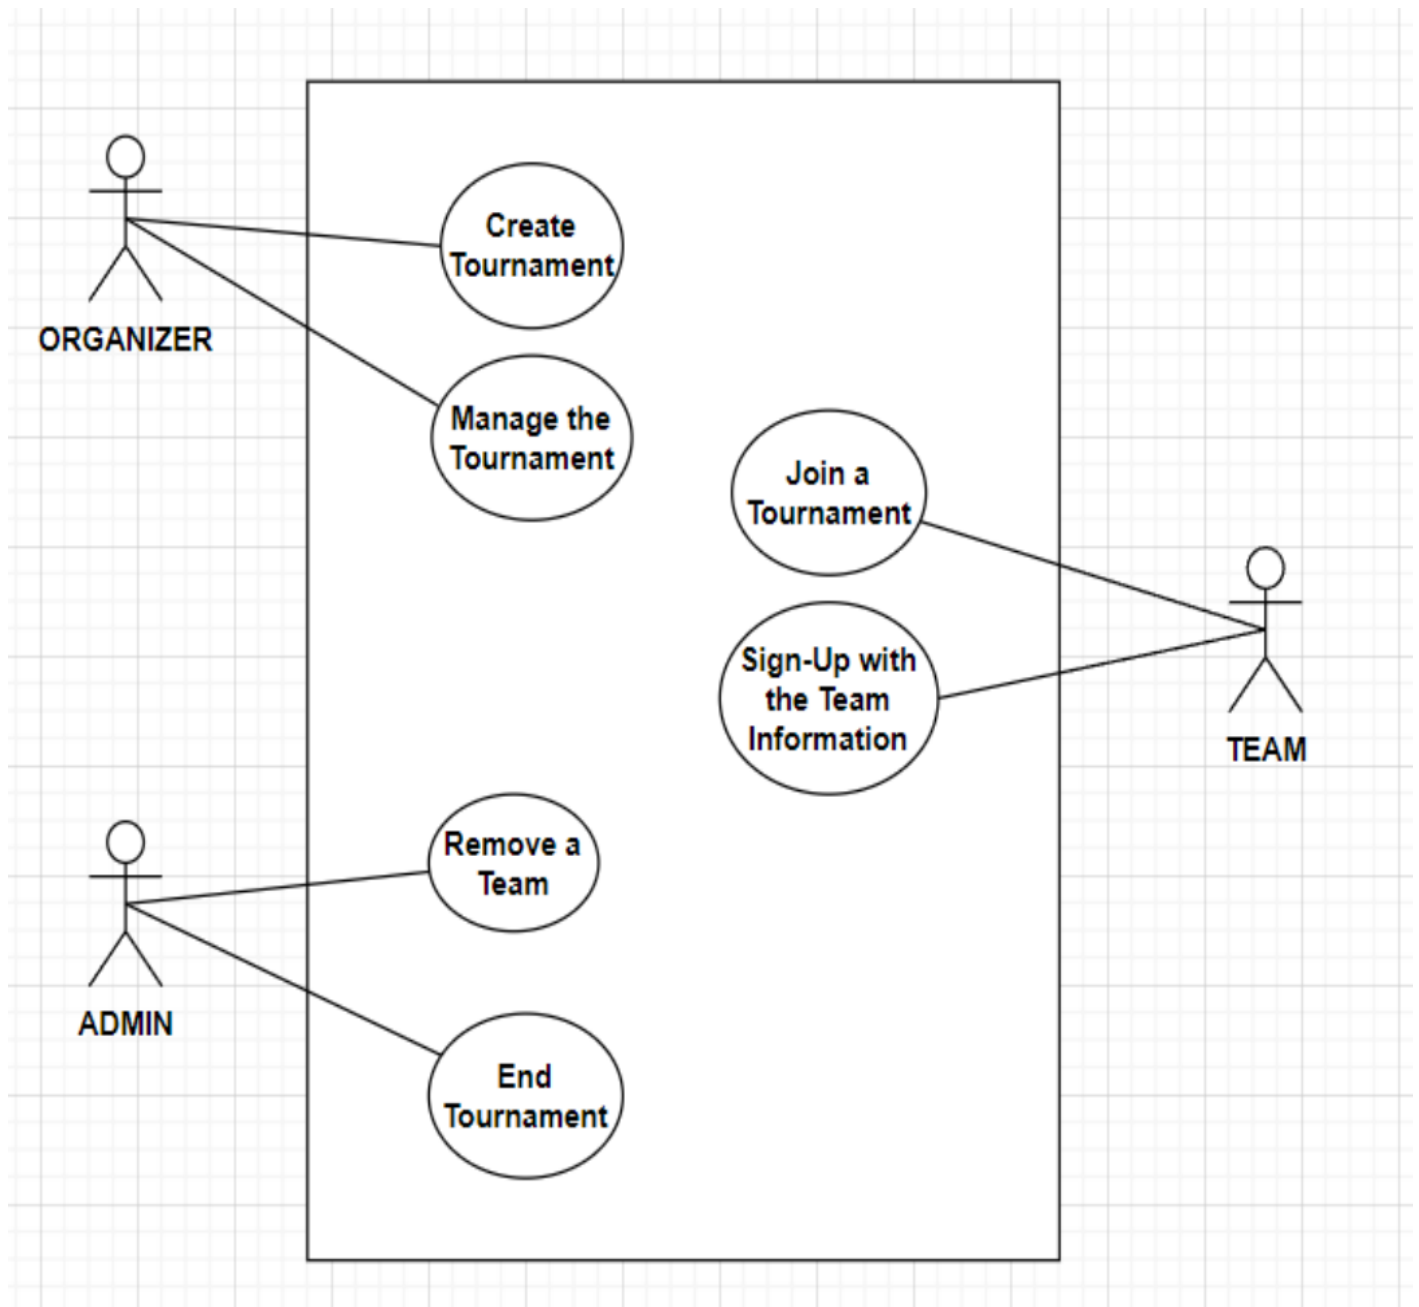 Create
Tournament
ORGANIZER
Manage the
Tournament
Join a
Tournament
Sign-Up with
the Team
Information
TEAM
Remove a
Team
ADMIN
End
Tournament